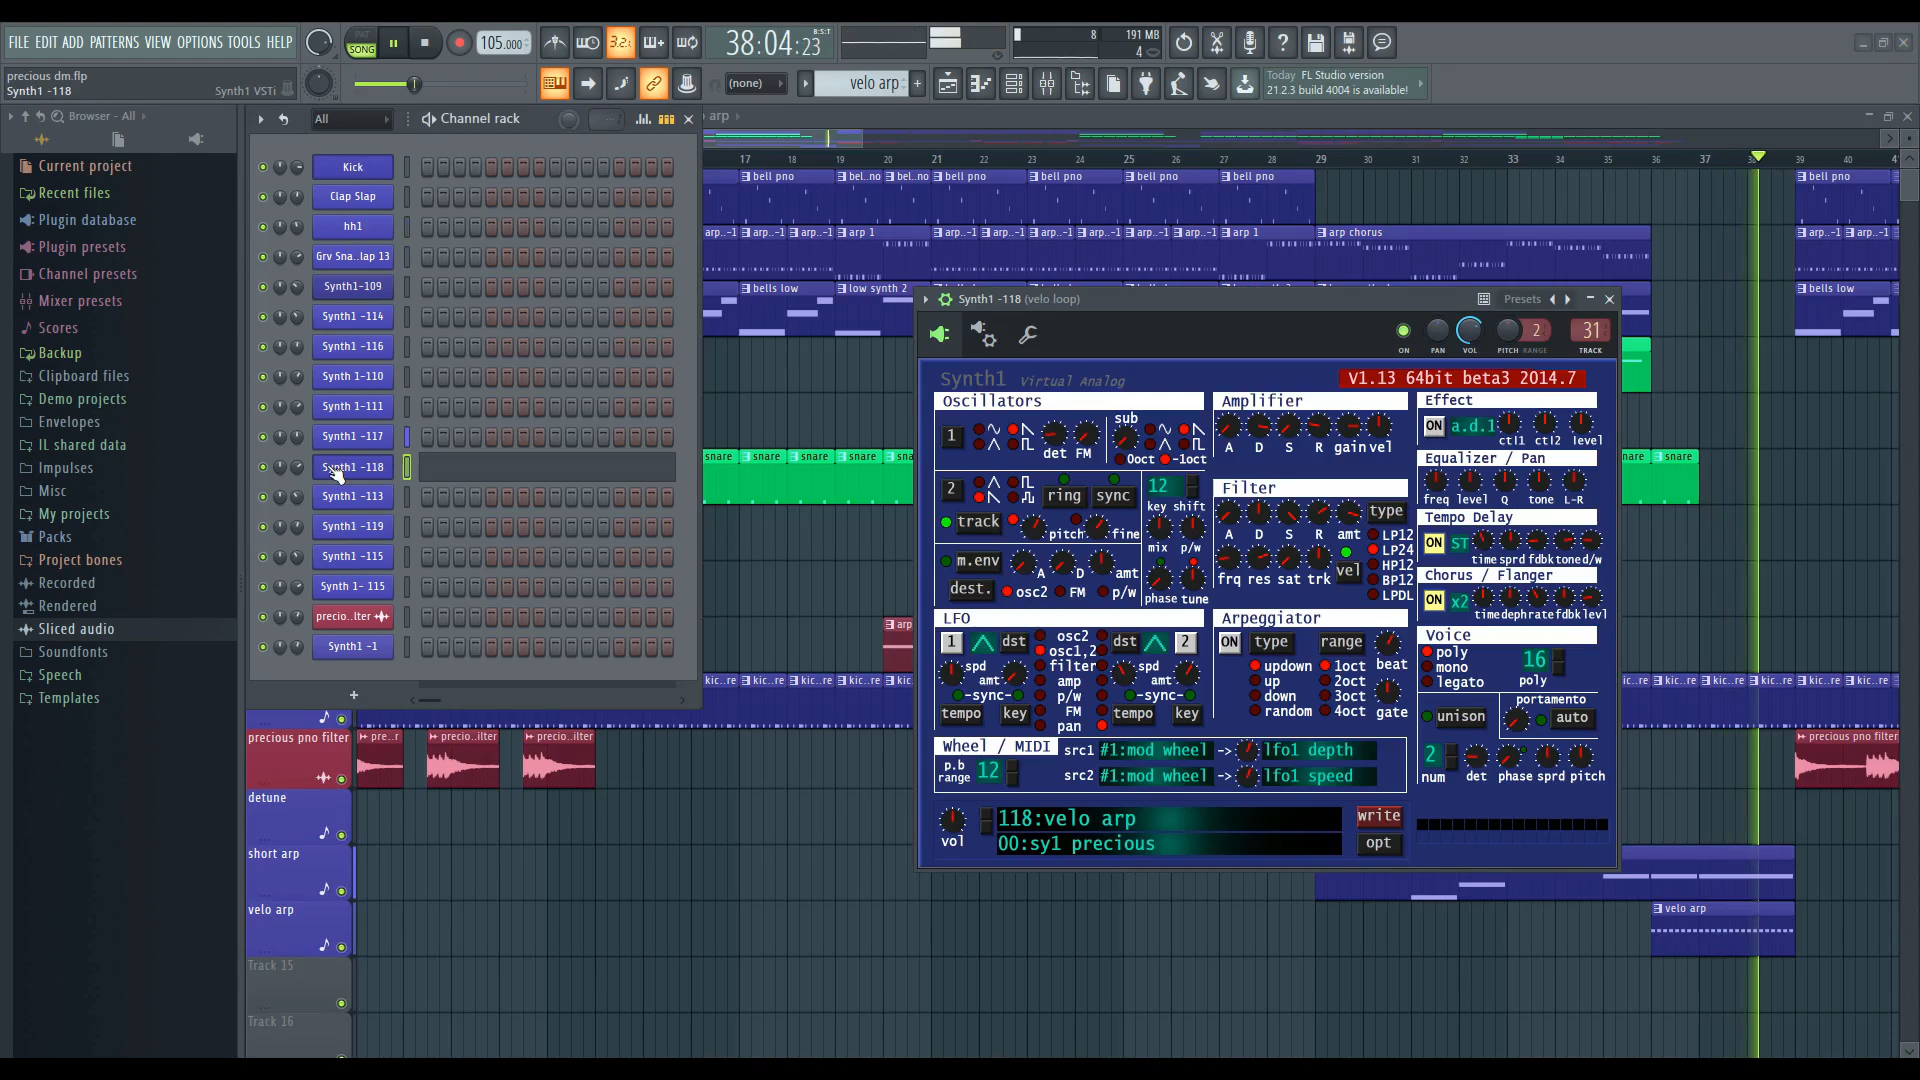 FILE EDIT ADD PATTERNS VIEW OPTIONS TOOLS HELP
PAT
SONG
105.000
3.2.
38:04:23
B:S:T
8
191 MB
4
precious dm.flp
Synth1 -118
Synth1 VSTi
(none)
velo arp
Today FL Studio version
21.2.3 build 4004 is available!
Browser - All
Current project
Recent files
Plugin database
Plugin presets
Channel presets
Mixer presets
Scores
Backup
Clipboard files
Demo projects
Envelopes
IL shared data
Impulses
Misc
My projects
Packs
Project bones
Recorded
Rendered
Sliced audio
Soundfonts
Speech
Templates
All
Channel rack
Kick
Clap Slap
hh1
Grv Sna..lap 13
Synth1-109
Synth1 -114
Synth1 -116
Synth 1-110
Synth 1-111
Synth1 -117
Synth1 -118
Synth1 -113
Synth1 -119
Synth1 -115
Synth 1- 115
precio..lter
Synth1 -1
arp
17 18 19 20 21 22 23 24 25 26 27 28 29 30 31 32 33 34 35 36 37 38 39 40 41
bell pno bel..no bel..no bell pno bell pno bell pno bell pno bell pno
arp..-1 arp..-1 arp..-1 arp 1 arp..-1 arp..-1 arp..-1 arp..-1 arp..-1 arp..-1 arp 1 arp chorus arp..-1 arp..-1
bells low low synth 2 bells low
snare snare snare snare sna snare snare
arp
kic..re kic..re kic..re kic..re kic..re kic..re kic..re kic..re kic..re
precious pno filter
pre..r precio..ilter precio..ilter precious pno filter
detune
short arp
velo arp
velo arp
Track 15
Track 16
Synth1 -118 (velo loop)
Presets
ON PAN VOL PITCH RANGE 2 31 TRACK
Synth1 Virtual Analog
V1.13 64bit beta3 2014.7
Oscillators
1 det FM sub 0oct -1oct
2 ring sync 12 key shift
track pitch fine mix p/w
m.env A D amt
dest. osc2 FM p/w phase tune
Amplifier
A D S R gain vel
Filter
A D S R amt type
frq res sat trk vel
LP12
LP24
HP12
BP12
LPDL
Effect
ON a.d.1 ctl1 ctl2 level
Equalizer / Pan
freq level Q tone L-R
Tempo Delay
ON ST time sprd fdbk tone d/w
Chorus / Flanger
ON x2 time deph rate fdbk levl
LFO
1 dst osc2 dst 2
osc1,2
spd amt filter spd amt
amp
sync p/w sync
tempo key FM tempo key
pan
Arpeggiator
ON type range beat
updown 1oct
up 2oct
down 3oct gate
random 4oct
Voice
poly
mono
legato
16
poly
portamento
unison auto
2
num det phase sprd pitch
Wheel / MIDI
p.b range 12
src1 #1:mod wheel -> lfo1 depth
src2 #1:mod wheel -> lfo1 speed
vol
118:velo arp
00:sy1 precious
write
opt